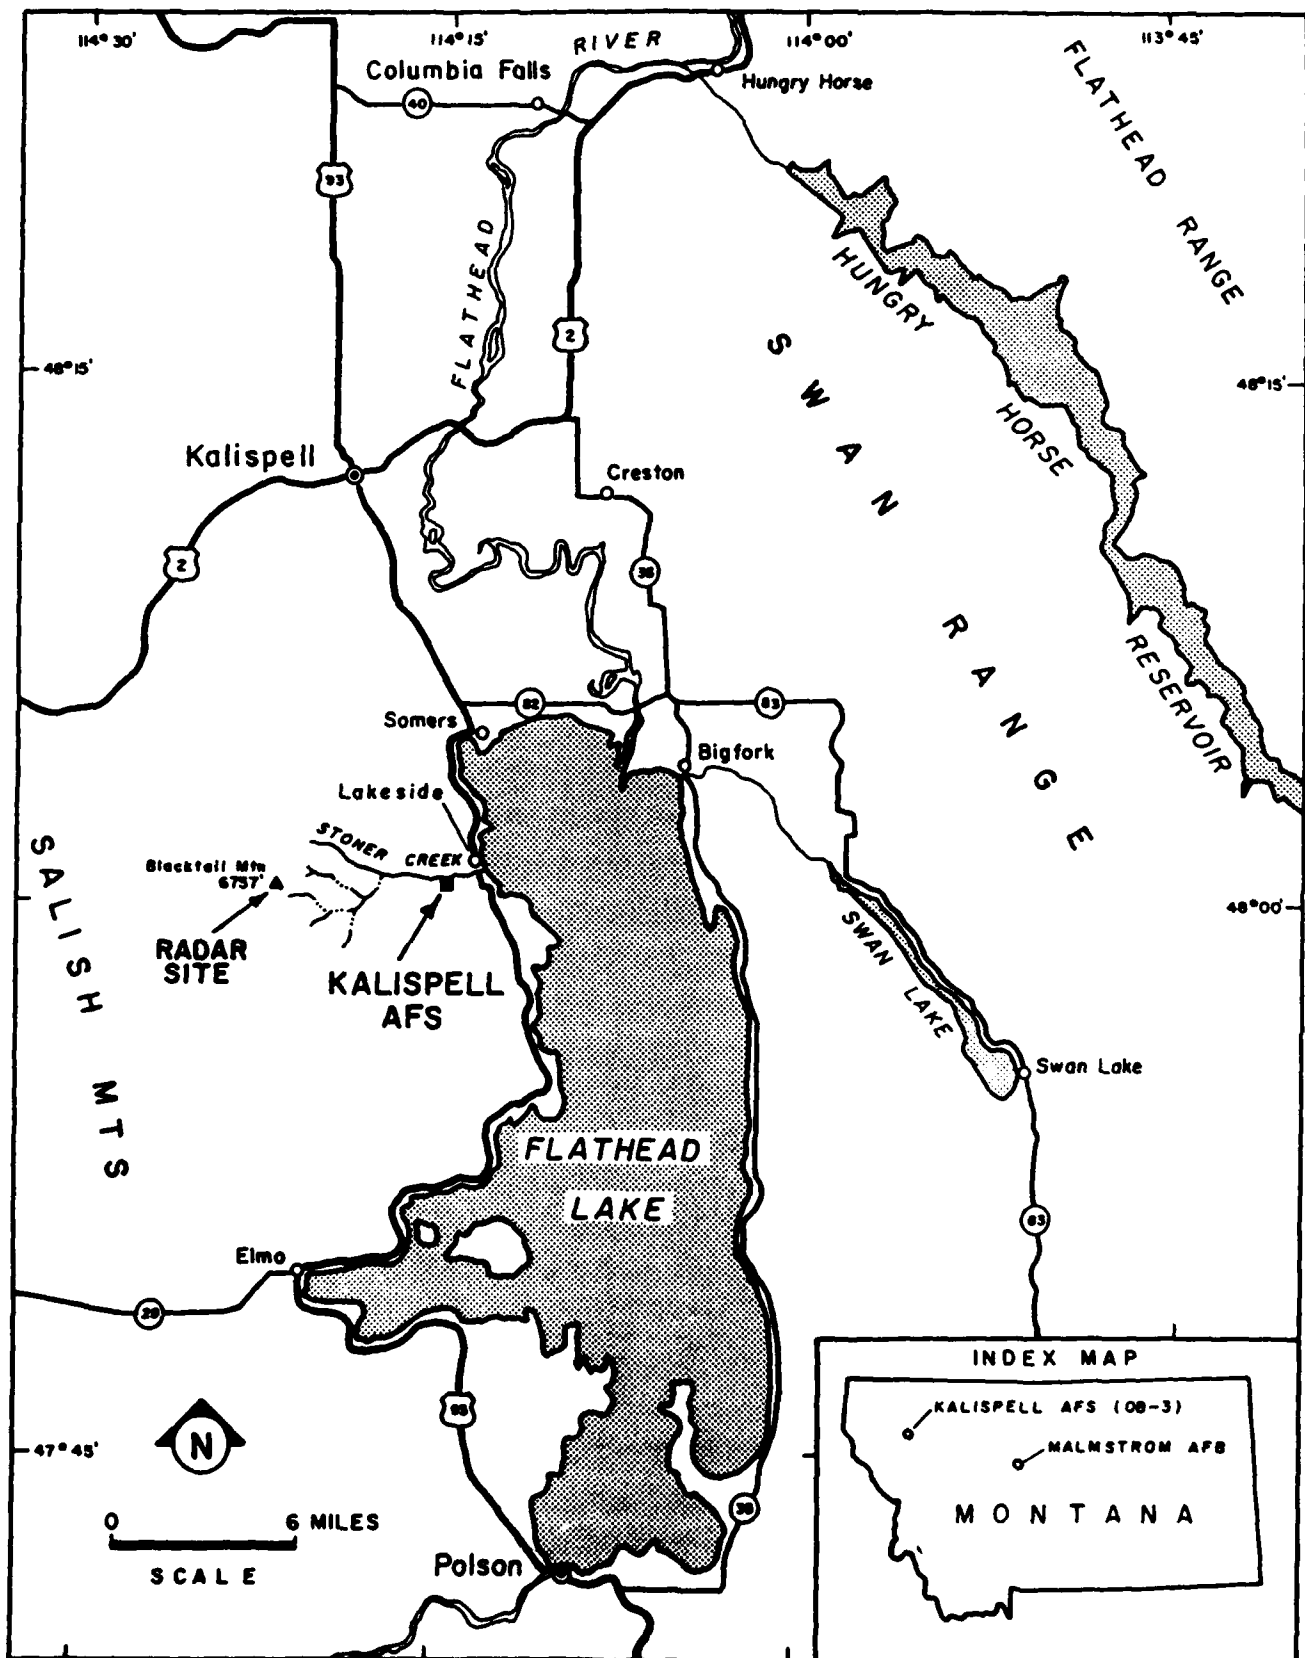 114° 30'
114° 15'
114° 00'
113° 45'
RIVER
Columbia Falls
Hungry Horse
40
FLATHEAD RANGE
93
FLATHEAD
2
HUNGRY
HORSE
RESERVOIR
48° 15'
48° 15'
SWAN RANGE
Kalispell
Creston
2
35
82
83
Somers
Bigfork
Lakeside
STONER CREEK
Blacktail Mtn
6757'
SALISH MTS
RADAR
SITE
KALISPELL
AFS
48° 00'
SWAN LAKE
Swan Lake
FLATHEAD
LAKE
83
Elmo
28
INDEX MAP
KALISPELL AFS (OB-3)
MALMSTROM AFB
MONTANA
93
N
47° 45'
0 6 MILES
SCALE
Polson